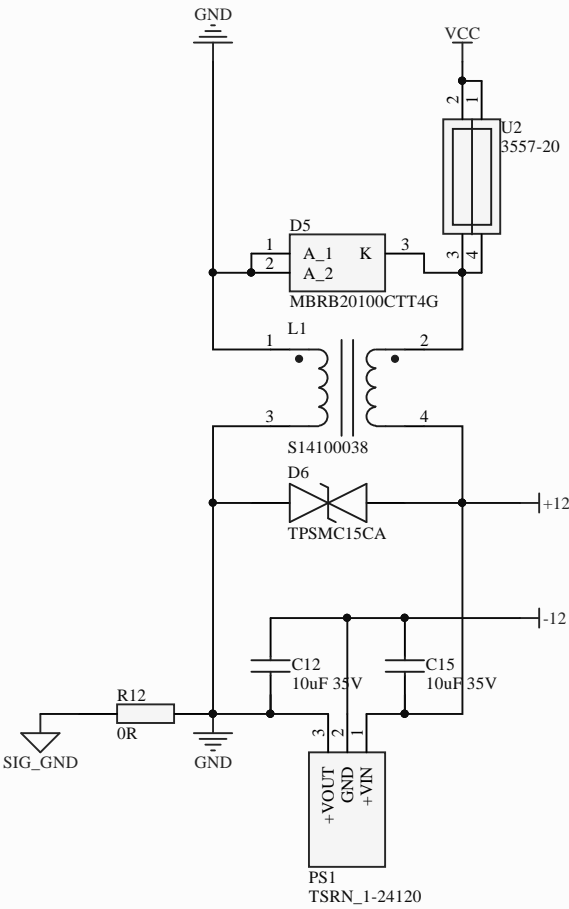 GND
VCC
2
1
U2
3557-20
3
4
D5
1
A_1
K
3
2
A_2
MBRB20100CTT4G
L1
1
2
3
4
S14100038
D6
TPSMC15CA
+12
-12
C12
10uF 35V
C15
10uF 35V
R12
0R
SIG_GND
GND
3
2
1
+VOUT
GND
+VIN
PS1
TSRN_1-24120